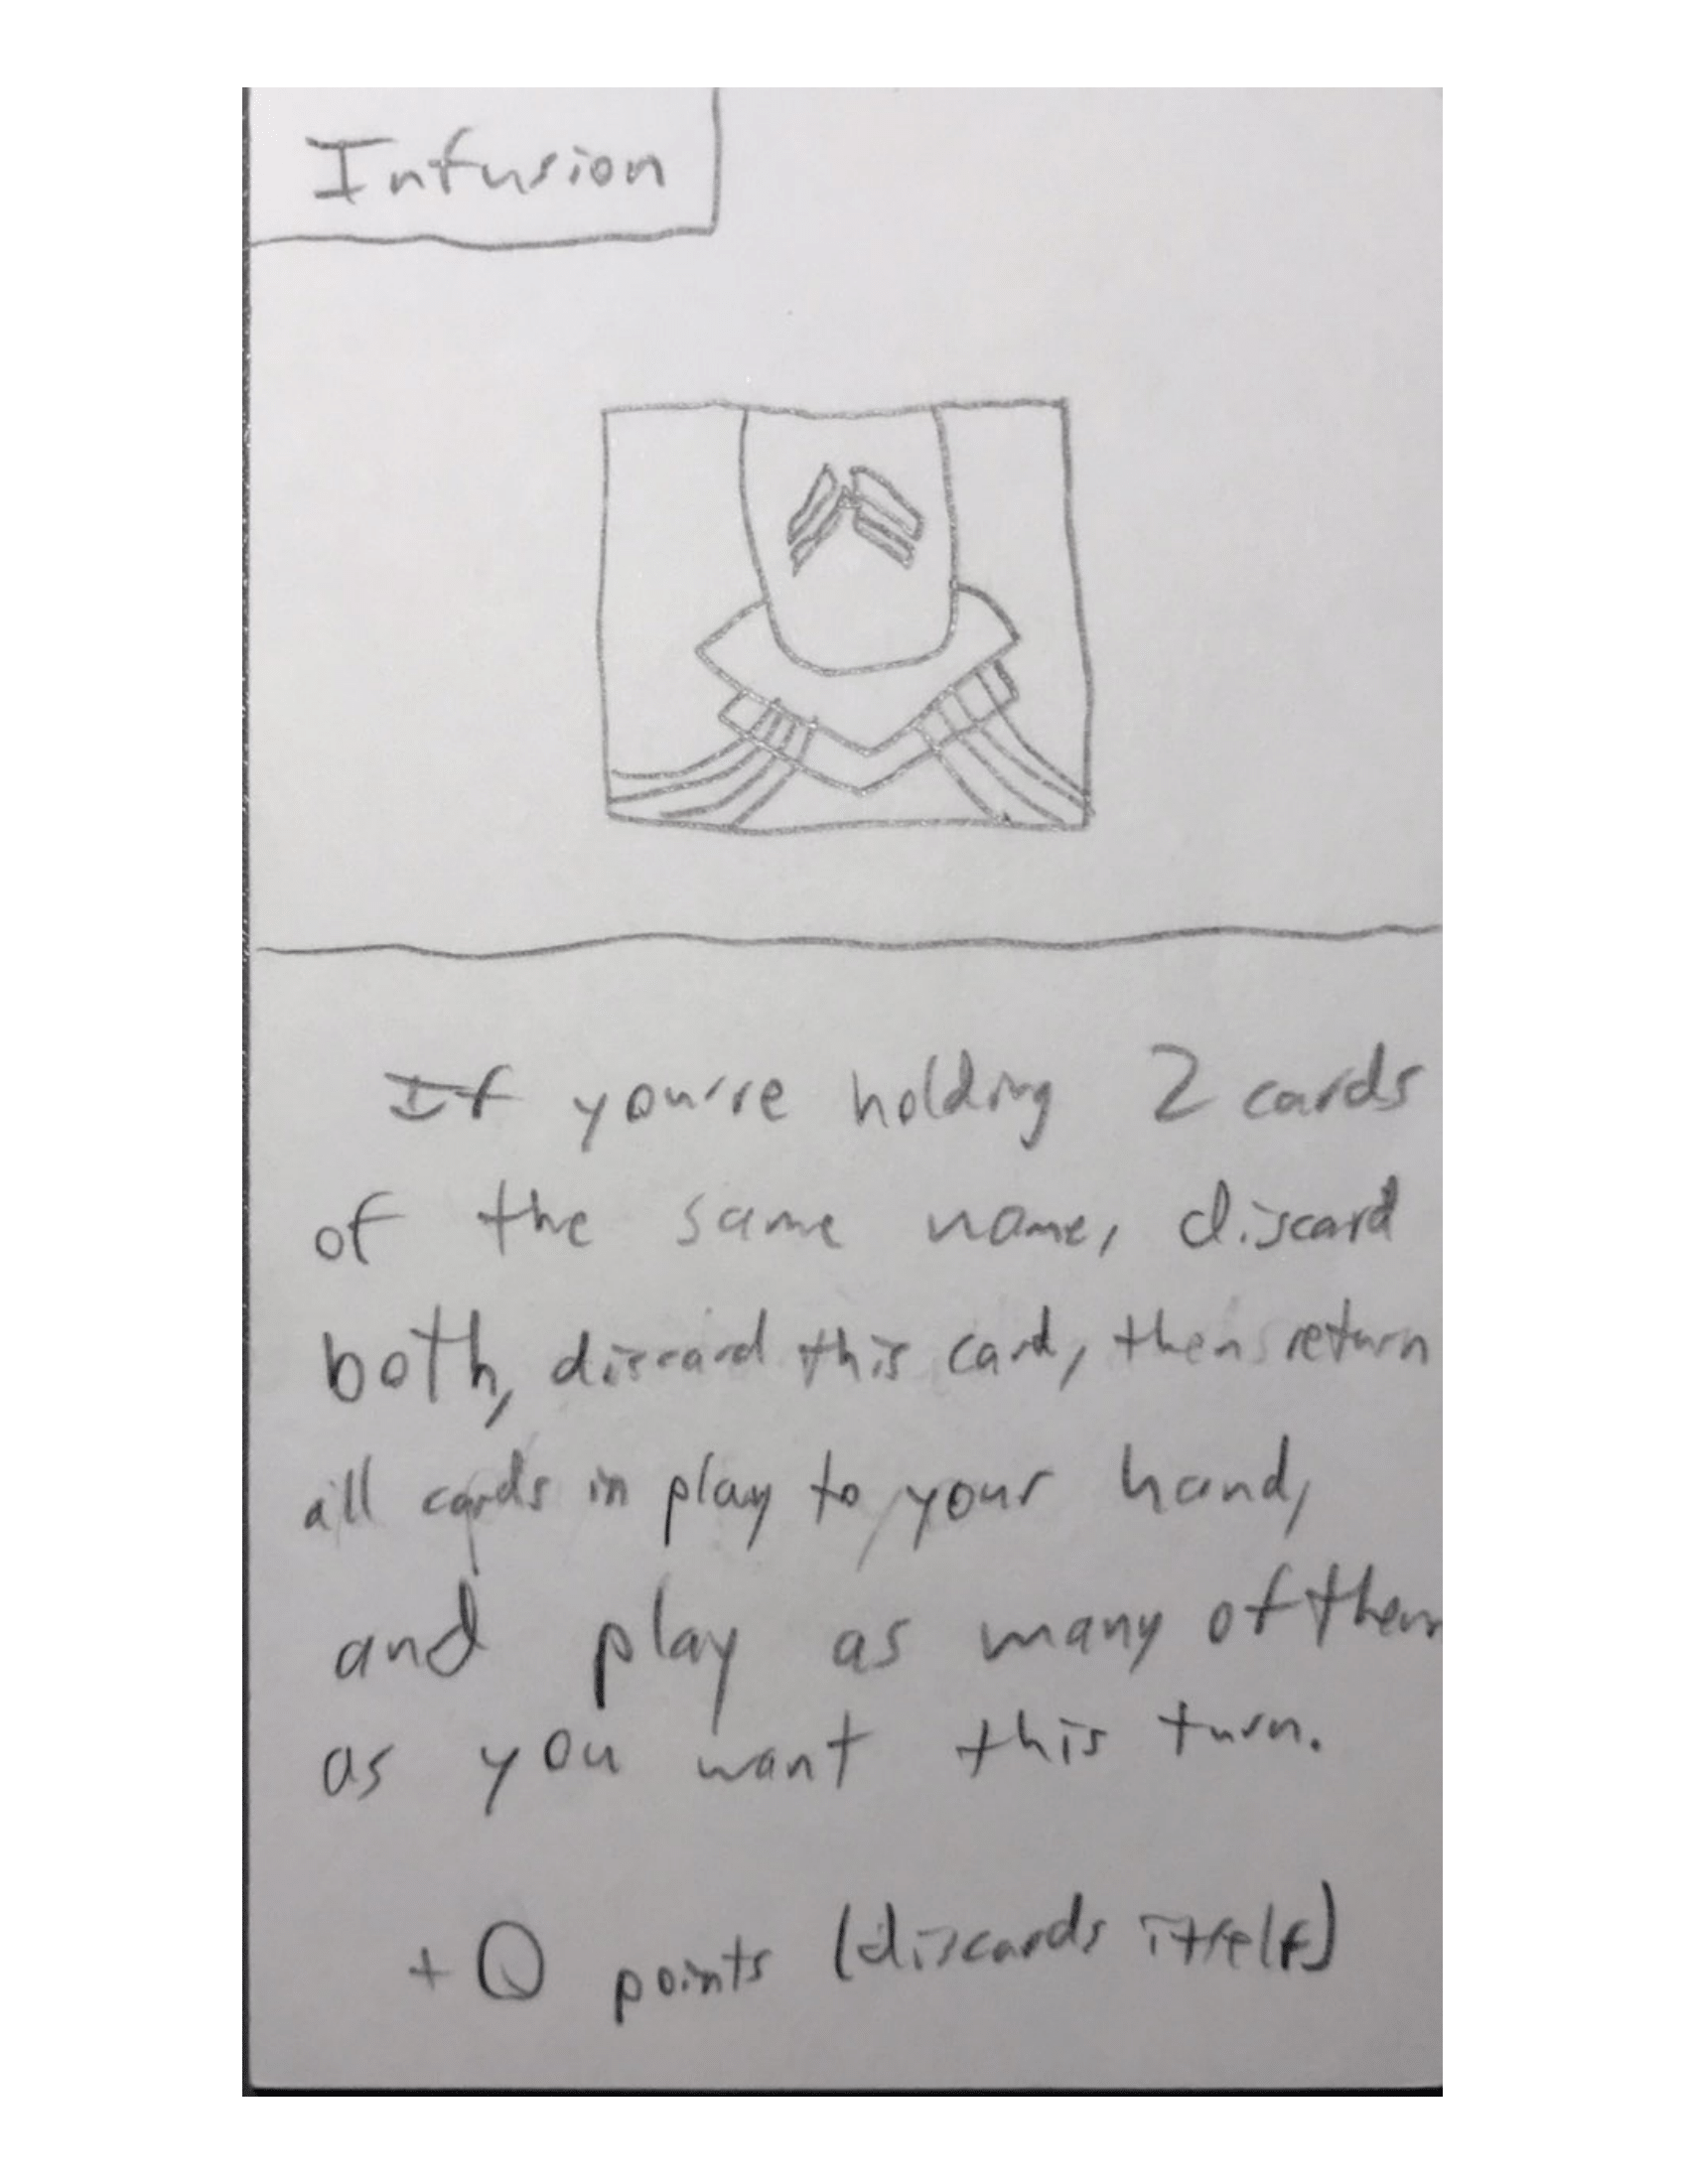 Infusion
If you're holding 2 cards
of the same name, discard
both, discard this card, then return
all cards in play to your hand,
and play as many of them
as you want this turn.
+0 points (discards itself)